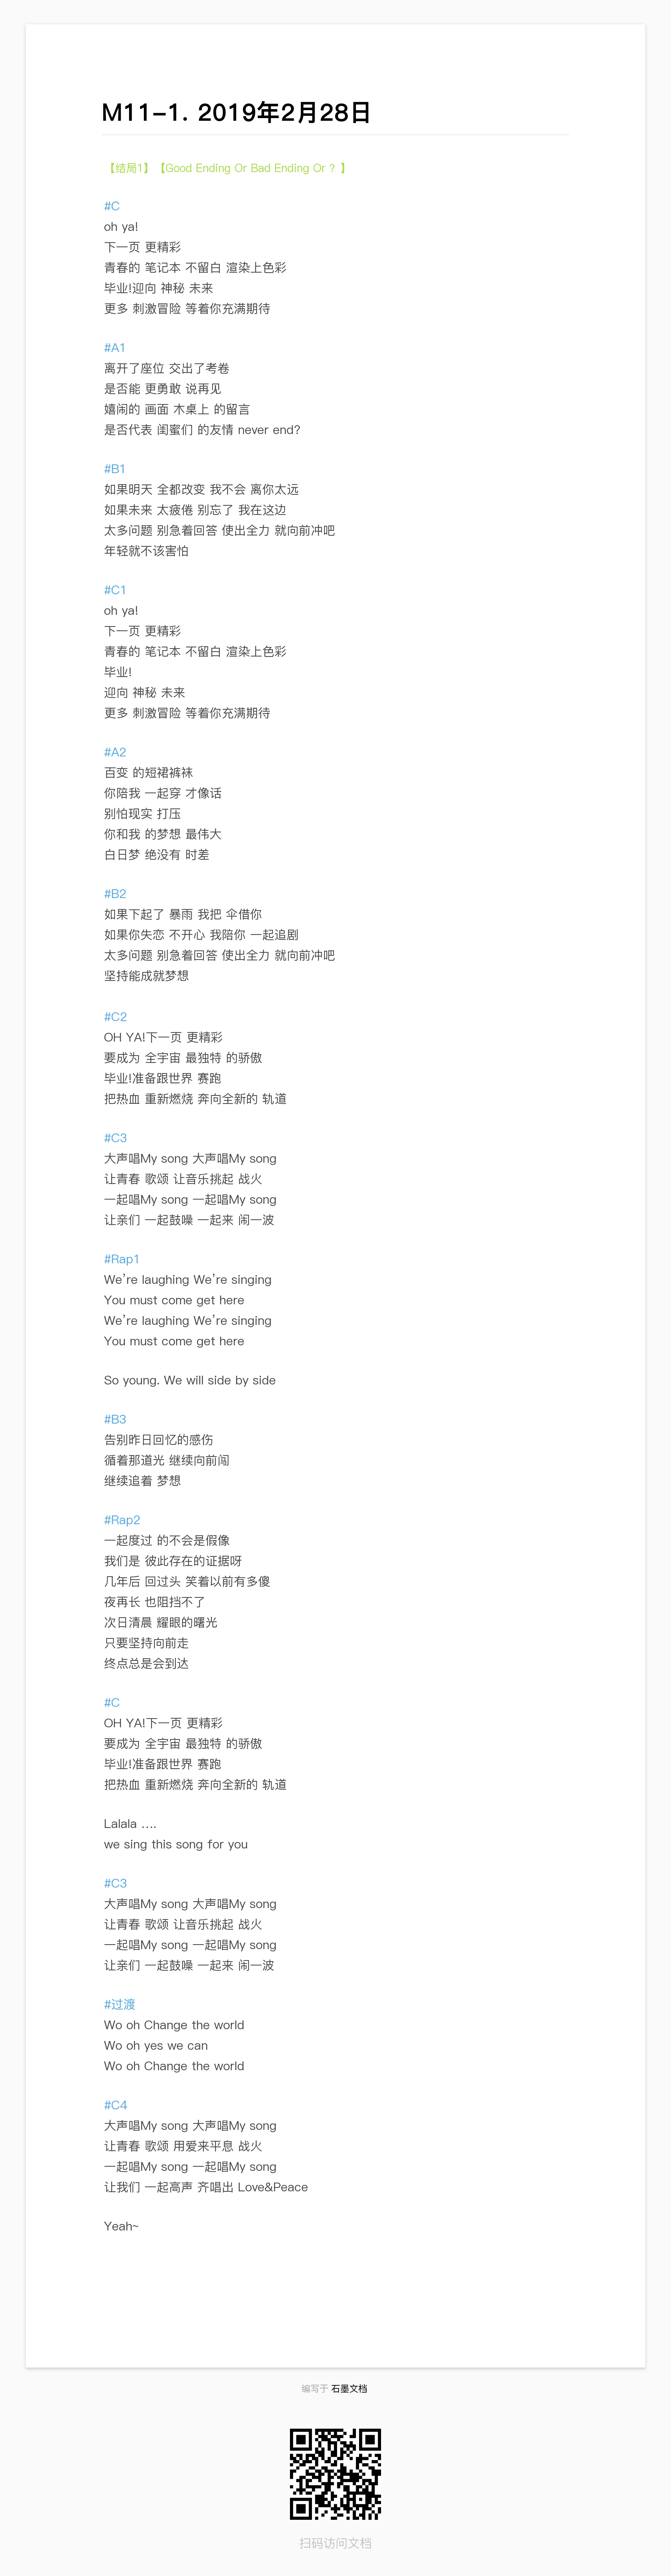 M11-1. 2019年2月28日
【结局1】【Good Ending Or Bad Ending Or ? 】
#C
oh ya!
下一页 更精彩
青春的 笔记本 不留白 渲染上色彩
毕业!迎向 神秘 未来
更多 刺激冒险 等着你充满期待
#A1
离开了座位 交出了考卷
是否能 更勇敢 说再见
嬉闹的 画面 木桌上 的留言
是否代表 闺蜜们 的友情 never end?
#B1
如果明天 全都改变 我不会 离你太远
如果未来 太疲倦 别忘了 我在这边
太多问题 别急着回答 使出全力 就向前冲吧
年轻就不该害怕
#C1
oh ya!
下一页 更精彩
青春的 笔记本 不留白 渲染上色彩
毕业!
迎向 神秘 未来
更多 刺激冒险 等着你充满期待
#A2
百变 的短裙裤袜
你陪我 一起穿 才像话
别怕现实 打压
你和我 的梦想 最伟大
白日梦 绝没有 时差
#B2
如果下起了 暴雨 我把 伞借你
如果你失恋 不开心 我陪你 一起追剧
太多问题 别急着回答 使出全力 就向前冲吧
坚持能成就梦想
#C2
OH YA!下一页 更精彩
要成为 全宇宙 最独特 的骄傲
毕业!准备跟世界 赛跑
把热血 重新燃烧 奔向全新的 轨道
#C3
大声唱My song 大声唱My song
让青春 歌颂 让音乐挑起 战火
一起唱My song 一起唱My song
让亲们 一起鼓噪 一起来 闹一波
#Rap1
We're laughing We're singing
You must come get here
We're laughing We're singing
You must come get here
So young. We will side by side
#B3
告别昨日回忆的感伤
循着那道光 继续向前闯
继续追着 梦想
#Rap2
一起度过 的不会是假像
我们是 彼此存在的证据呀
几年后 回过头 笑着以前有多傻
夜再长 也阻挡不了
次日清晨 耀眼的曙光
只要坚持向前走
终点总是会到达
#C
OH YA!下一页 更精彩
要成为 全宇宙 最独特 的骄傲
毕业!准备跟世界 赛跑
把热血 重新燃烧 奔向全新的 轨道
Lalala ....
we sing this song for you
#C3
大声唱My song 大声唱My song
让青春 歌颂 让音乐挑起 战火
一起唱My song 一起唱My song
让亲们 一起鼓噪 一起来 闹一波
#过渡
Wo oh Change the world
Wo oh yes we can
Wo oh Change the world
#C4
大声唱My song 大声唱My song
让青春 歌颂 用爱来平息 战火
一起唱My song 一起唱My song
让我们 一起高声 齐唱出 Love&Peace
Yeah~
编写于 石墨文档
扫码访问文档